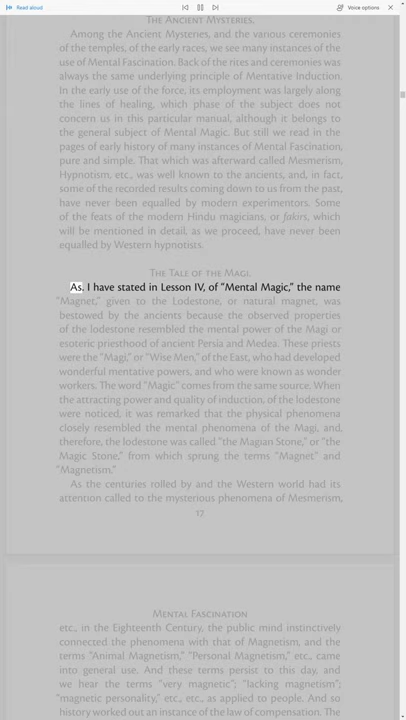 Read aloud
Voice options
THE ANCIENT MYSTERIES.
Among the Ancient Mysteries, and the various ceremonies
of the temples, of the early races, we see many instances of the
use of Mental Fascination. Back of the rites and ceremonies was
always the same underlying principle of Mentative Induction.
In the early use of the force, its employment was largely along
the lines of healing, which phase of the subject does not
concern us in this particular manual, although it belongs to
the general subject of Mental Magic. But still we read in the
pages of early history of many instances of Mental Fascination,
pure and simple. That which was afterward called Mesmerism,
Hypnotism, etc., was well known to the ancients, and, in fact,
some of the recorded results coming down to us from the past,
have never been equalled by modern experimentors. Some
of the feats of the modern Hindu magicians, or fakirs, which
will be mentioned in detail, as we proceed, have never been
equalled by Western hypnotists.
THE TALE OF THE MAGI.
As. I have stated in Lesson IV, of “Mental Magic,” the name
“Magnet,” given to the Lodestone, or natural magnet, was
bestowed by the ancients because the observed properties
of the lodestone resembled the mental power of the Magi or
esoteric priesthood of ancient Persia and Medea. These priests
were the “Magi,” or “Wise Men,” of the East, who had developed
wonderful mentative powers, and who were known as wonder
workers. The word “Magic” comes from the same source. When
the attracting power and quality of induction, of the lodestone
were noticed, it was remarked that the physical phenomena
closely resembled the mental phenomena of the Magi, and,
therefore, the lodestone was called “the Magian Stone,” or “the
Magic Stone,” from which sprung the terms “Magnet” and
“Magnetism.”
As the centuries rolled by and the Western world had its
attention called to the mysterious phenomena of Mesmerism,
17
MENTAL FASCINATION
etc., in the Eighteenth Century, the public mind instinctively
connected the phenomena with that of Magnetism, and the
terms “Animal Magnetism,” “Personal Magnetism,” etc., came
into general use. And these terms persist to this day, and
we hear the terms “very magnetic”; “lacking magnetism”;
“magnetic personality,” etc., etc., as applied to people. And so
history worked out an instance of the law of compensation. The